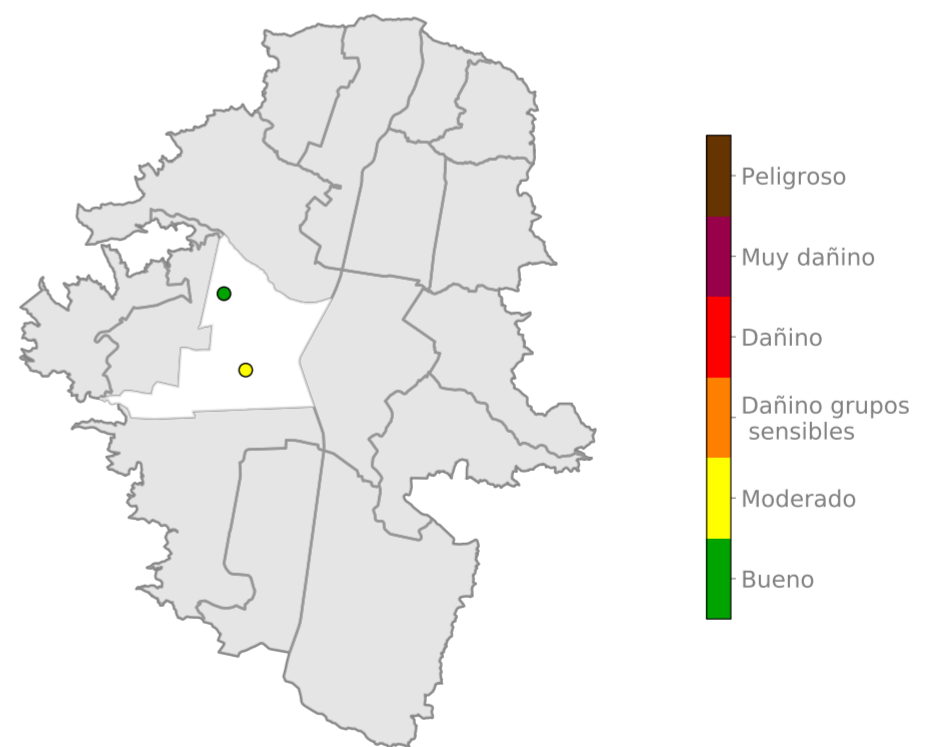 Peligroso
Muy dañino
Dañino
Dañino grupos
sensibles
Moderado
Bueno